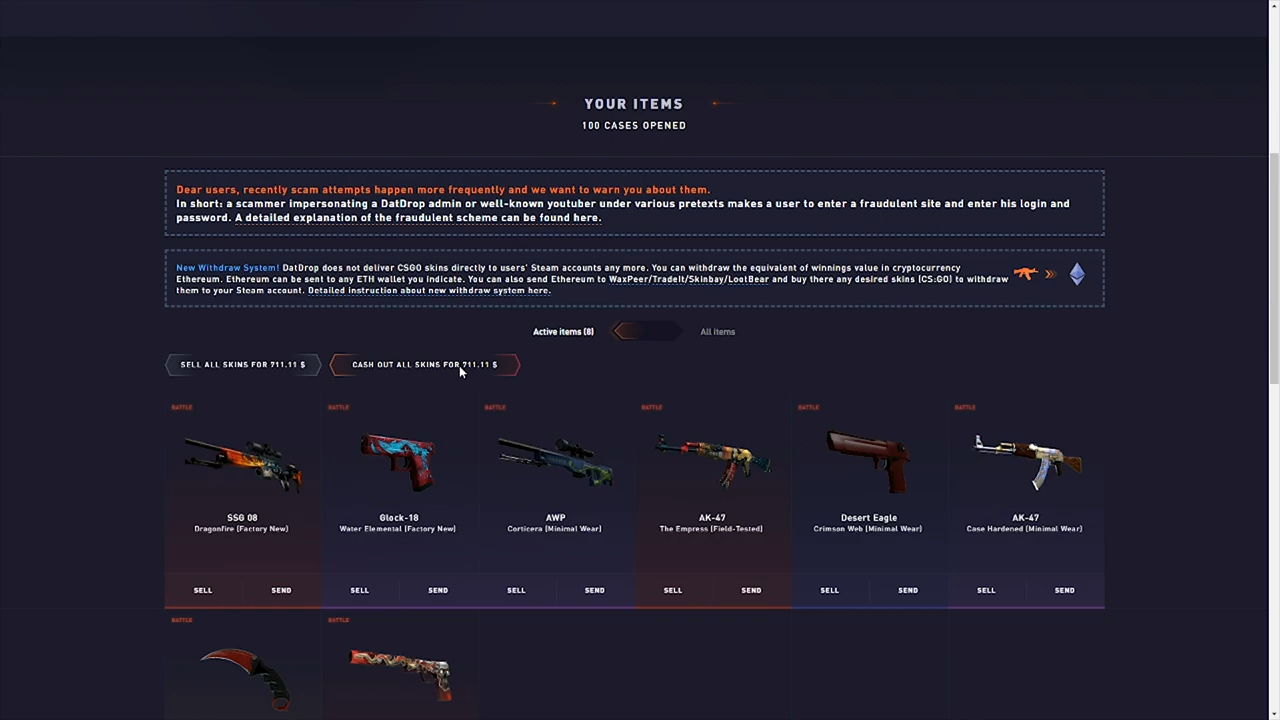 YOUR ITEMS
100 CASES OPENED
Dear users, recently scam attempts happen more frequently and we want to warn you about them.
In short: a scammer impersonating a DatDrop admin or well-known youtuber under various pretexts makes a user to enter a fraudulent site and enter his login and
password. A detailed explanation of the fraudulent scheme can be found here.
New Withdraw System! DatDrop does not deliver CSGO skins directly to users' Steam accounts any more. You can withdraw the equivalent of winnings value in cryptocurrency
Ethereum. Ethereum can be sent to any ETH wallet you indicate. You can also send Ethereum to WaxPeer/TradeIt/Skinbay/LootBear and buy there any desired skins (CS:GO) to withdraw
them to your Steam account. Detailed instruction about new withdraw system here.
Active items (8) All items
SELL ALL SKINS FOR 711.11 $ CASH OUT ALL SKINS FOR 711.11 $
BATTLE BATTLE BATTLE BATTLE BATTLE BATTLE
SSG 08 Glock-18 AWP AK-47 Desert Eagle AK-47
Dragonfire (Factory New) Water Elemental (Factory New) Corticera (Minimal Wear) The Empress (Field-Tested) Crimson Web (Minimal Wear) Case Hardened (Minimal Wear)
SELL SEND SELL SEND SELL SEND SELL SEND SELL SEND SELL SEND
BATTLE BATTLE